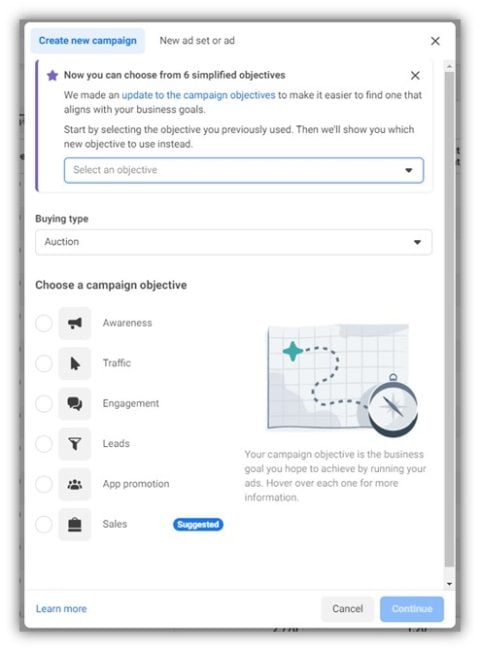 Create new campaign
New ad set or ad
Now you can choose from 6 simplified objectives
We made an update to the campaign objectives to make it easier to find one that
aligns with your business goals.
Start by selecting the objective you previously used. Then we'll show you which
new objective to use instead.
Select an objective
Buying type
Auction
Choose a campaign objective
Awareness
Traffic
Engagement
Leads
App promotion
Sales
Suggested
Your campaign objective is the business
goal you hope to achieve by running your
ads. Hover over each one for more
information.
Learn more
Cancel
Continue